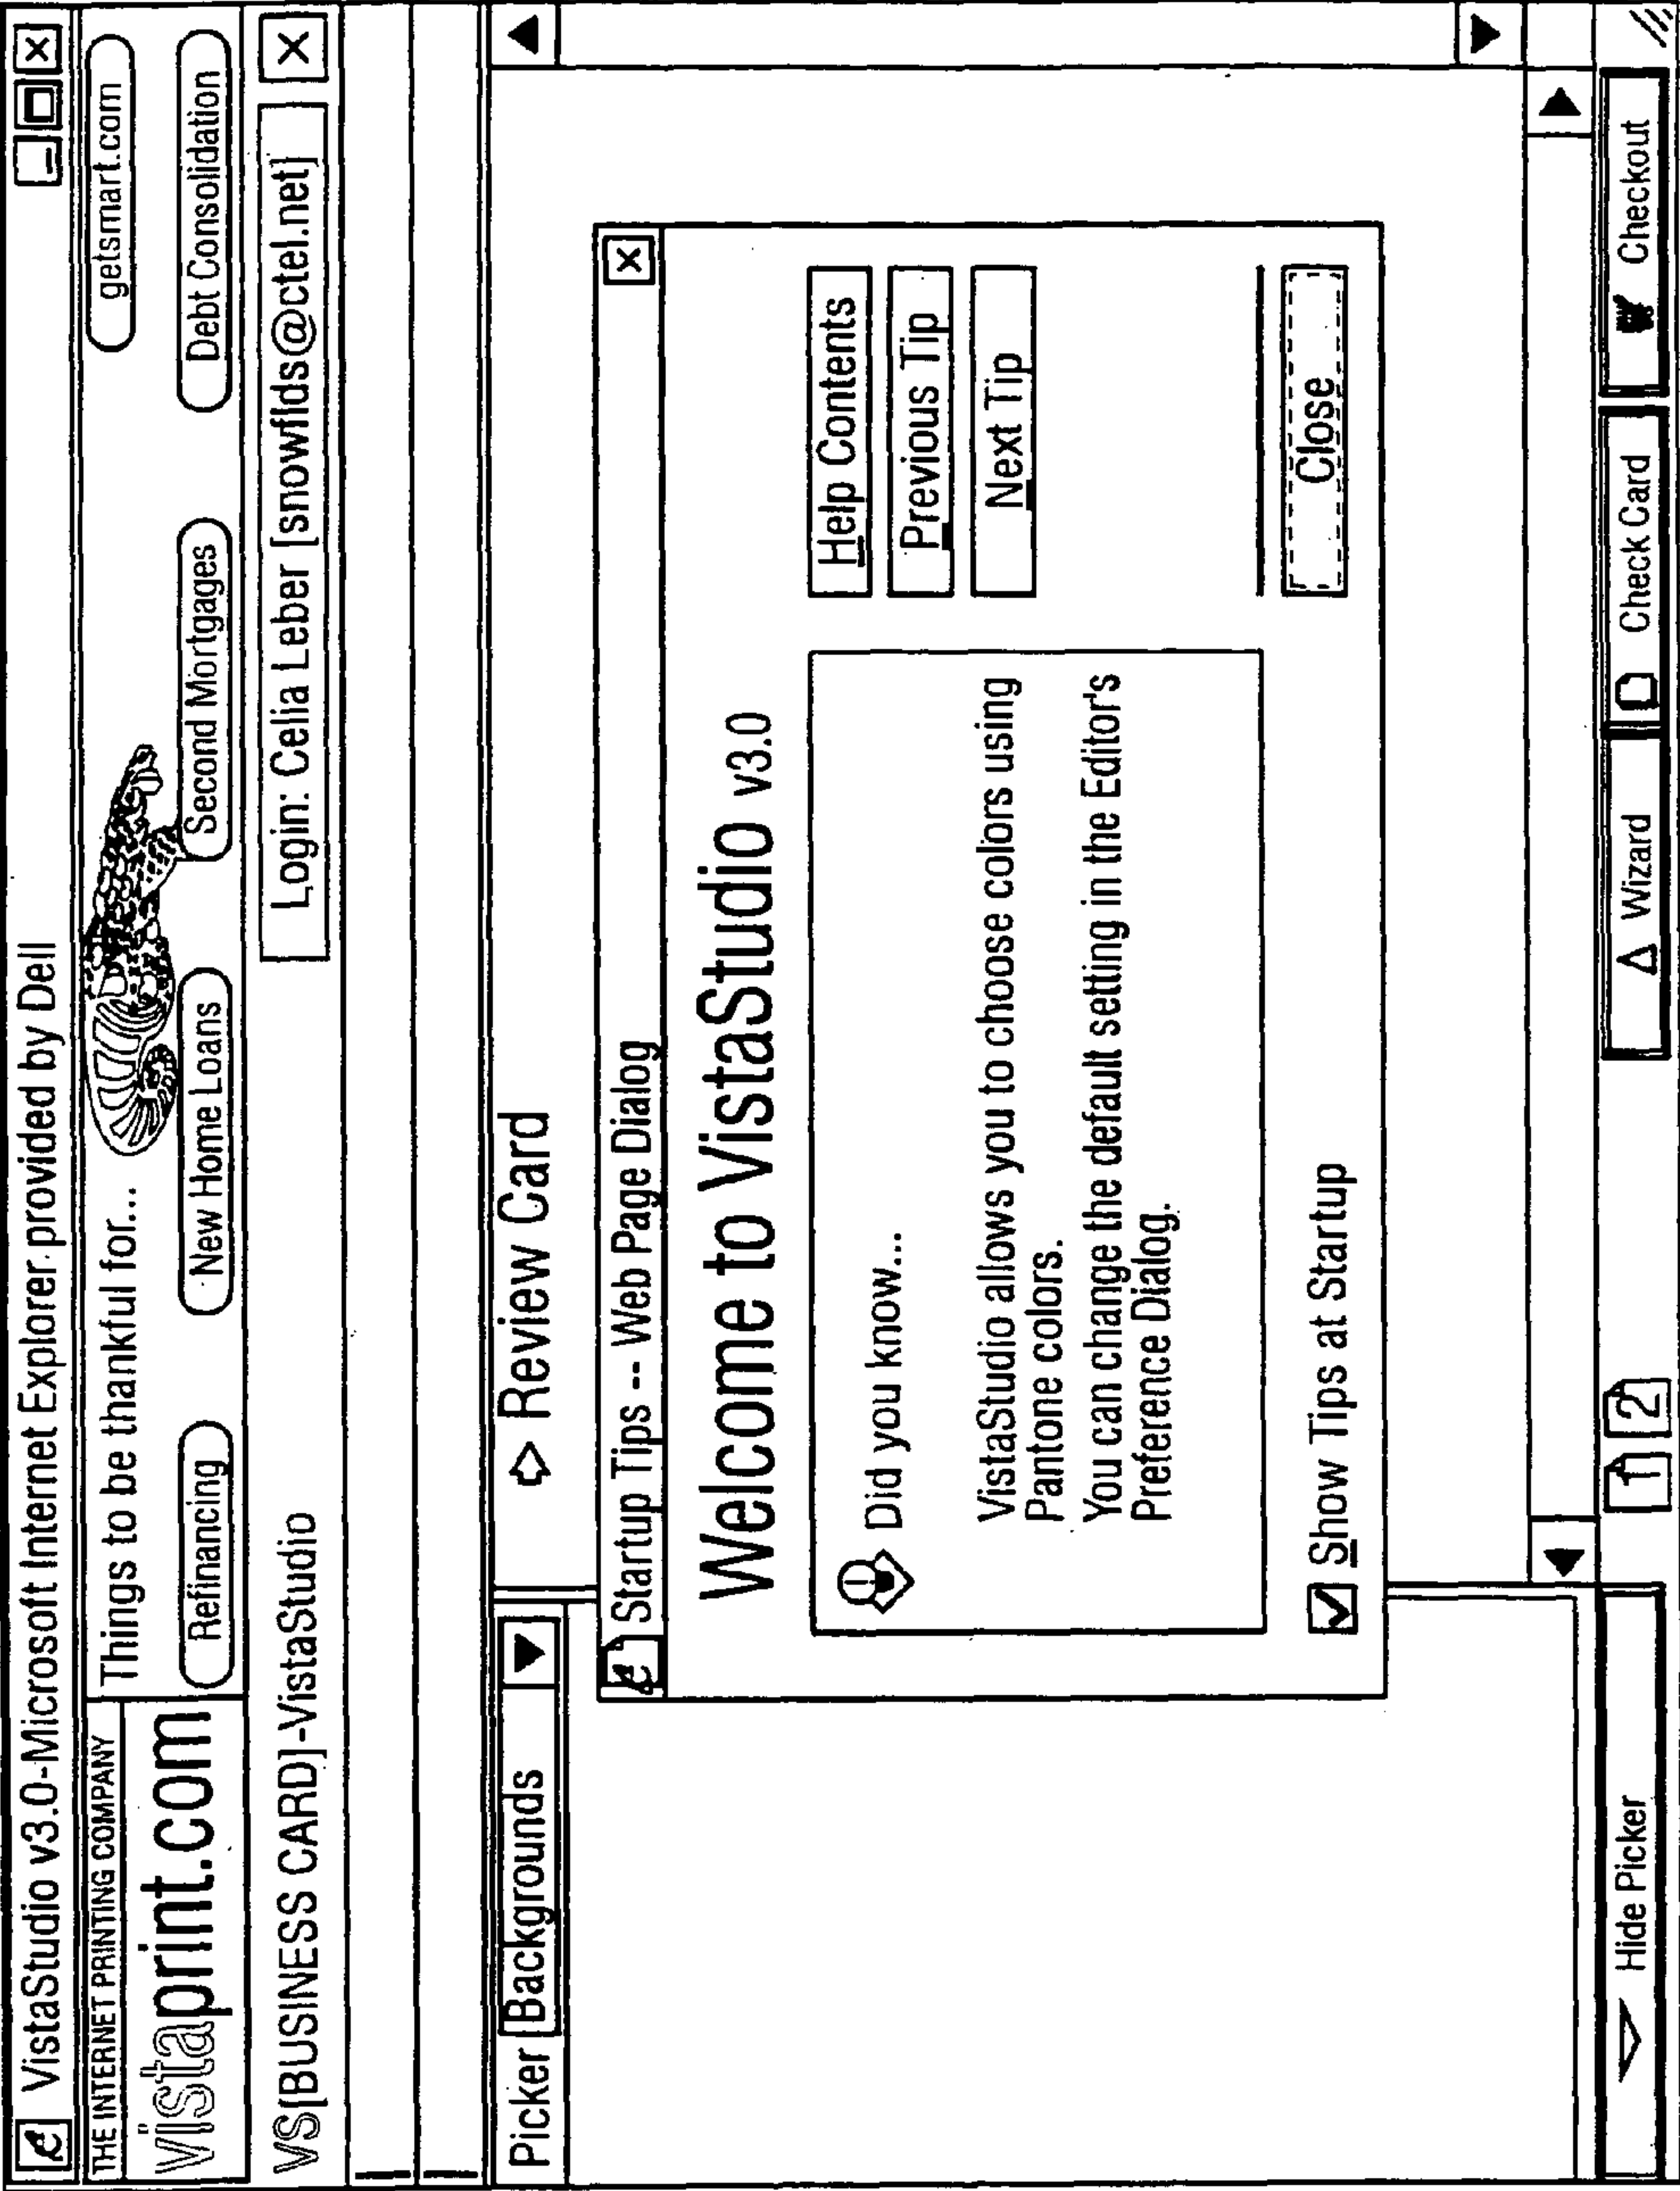 VistaStudio v3.0-Microsoft Internet Explorer provided by Dell
THE INTERNET PRINTING COMPANY
vistaprint.com
Things to be thankful for...
getsmart.com
Refinancing
New Home Loans
Second Mortgages
Debt Consolidation
VS[BUSINESS CARD]-VistaStudio
Login: Celia Leber [snowflds@ctel.net]
Picker Backgrounds
Review Card
Startup Tips -- Web Page Dialog
Welcome to VistaStudio v3.0
Did you know...
VistaStudio allows you to choose colors using
Pantone colors.
You can change the default setting in the Editor's
Preference Dialog.
Help Contents
Previous Tip
Next Tip
Show Tips at Startup
Close
Hide Picker
1 2
Wizard
Check Card
Checkout